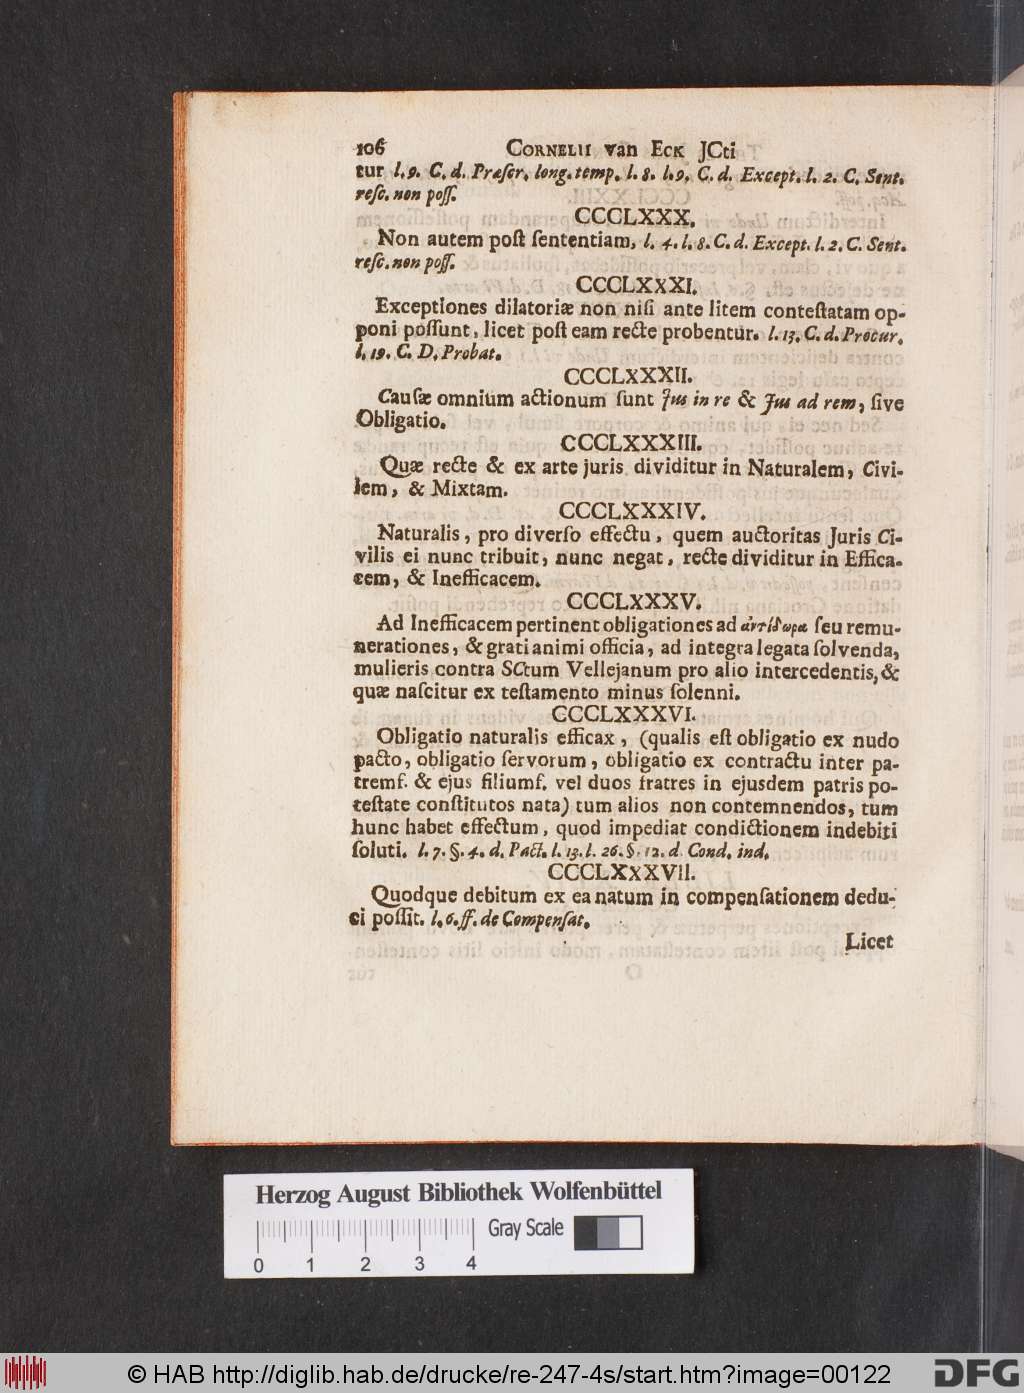 106 CORNELII van ECK JCti
tur l. 9. C. d. Præſcr. long. temp. l. 8. l. 9. C. d. Except. l. 2. C. Sent.
reſc. non poſſ.
CCCCLXXX.
Non autem poſt ſententiam, l. 4. l. 8. C. d. Except. l. 2. C. Sent.
reſc. non poſſ.
CCCCLXXXI.
Exceptiones dilatoriæ non niſi ante litem conteſtatam op-
poni poſſunt, licet poſt eam recte probentur. l. 13. C. d. Procur.
l. 19. C. D. Probat.
CCCCLXXXII.
Cauſæ omnium actionum ſunt Jus in re & Jus ad rem, ſive
Obligatio.
CCCCLXXXIII.
Quæ recte & ex arte juris dividitur in Naturalem, Civi-
lem, & Mixtam.
CCCCLXXXIV.
Naturalis, pro diverſo effectu, quem auctoritas Juris Ci-
vilis ei nunc tribuit, nunc negat, recte dividitur in Effica-
cem, & Inefficacem.
CCCCLXXXV.
Ad Inefficacem pertinent obligationes ad ἀντίδωρα ſeu remu-
nerationes, & grati animi officia, ad integra legata ſolvenda,
mulieris contra SCtum Vellejanum pro alio intercedentis, &
quæ naſcitur ex teſtamento minus ſolenni.
CCCCLXXXVI.
Obligatio naturalis efficax, (qualis eſt obligatio ex nudo
pacto, obligatio ſervorum, obligatio ex contractu inter pa-
tremf. & ejus filiumf. vel duos fratres in ejusdem patris po-
teſtate conſtitutos nata) tum alios non contemnendos, tum
hunc habet effectum, quod impediat condictionem indebiti
ſoluti. l. 7. §. 4. d. Pact. l. 13. l. 26. §. 12. d. Cond. ind.
CCCCLXXXVII.
Quodque debitum ex ea natum in compenſationem dedu-
ci poſſit. l. 6. ff. de Compenſat.
Licet
Herzog August Bibliothek Wolfenbüttel
Gray Scale
0 1 2 3 4
© HAB http://diglib.hab.de/drucke/re-247-4s/start.htm?image=00122
DFG